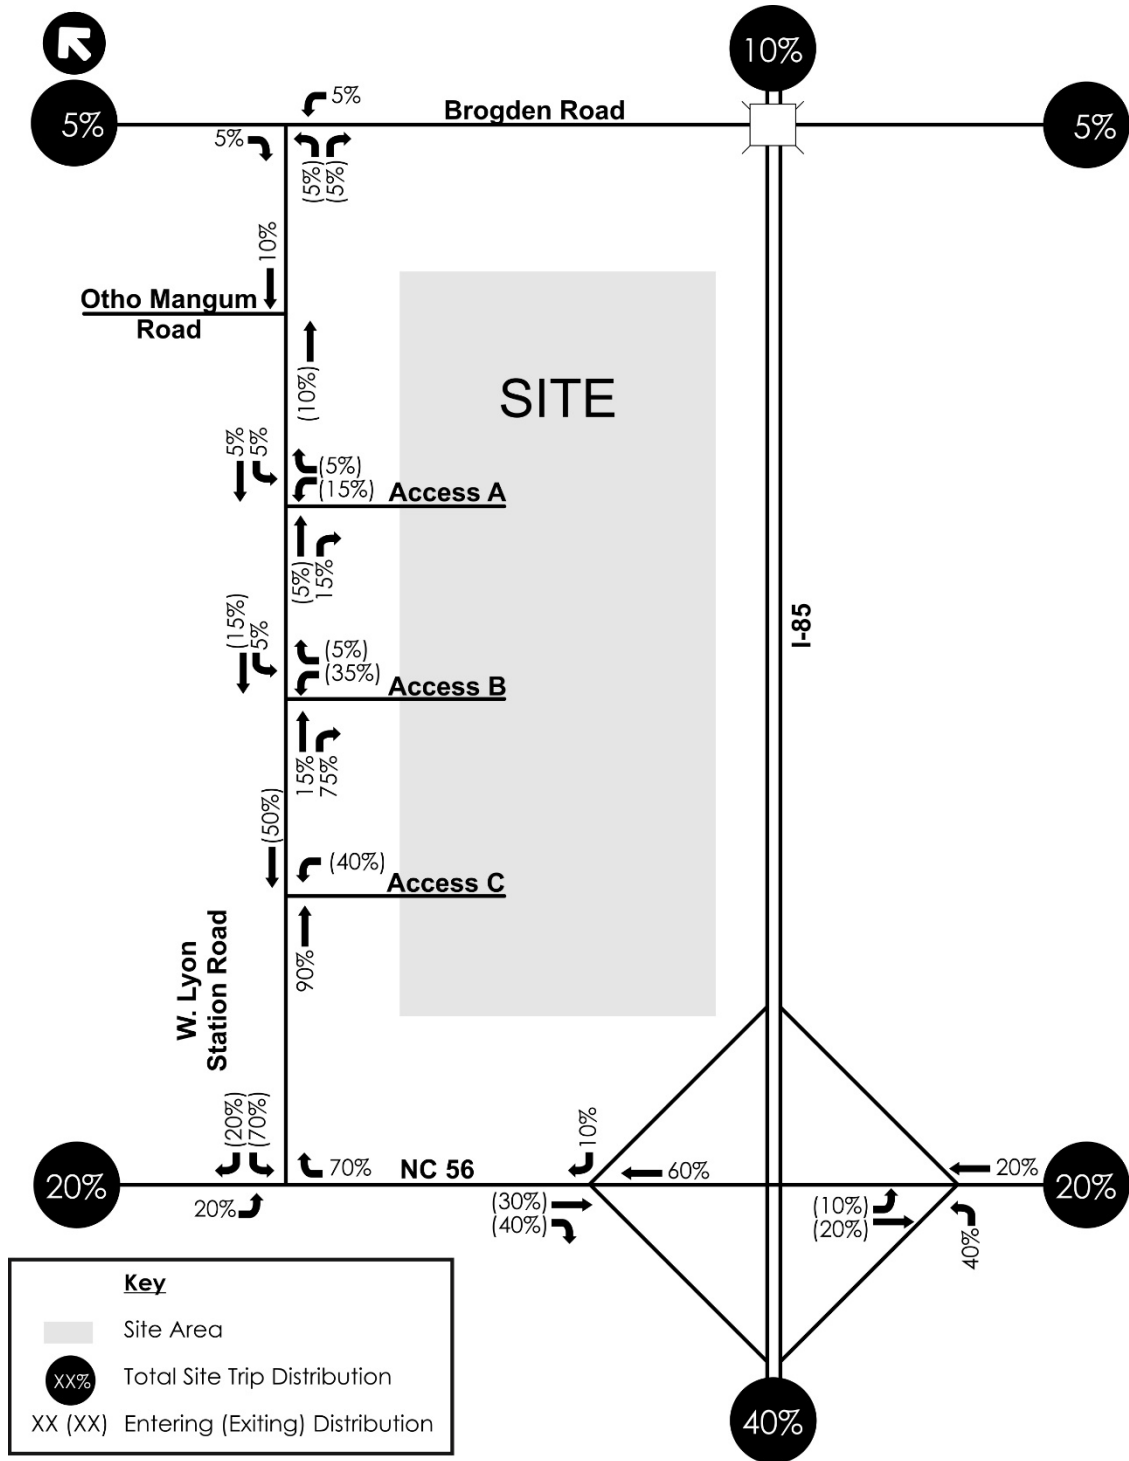 10%
5%
5%
Brogden Road
5%
5%
(5%)
(5%)
10%
Otho Mangum
Road
(10%)
SITE
5%
5%
(5%)
(15%)
Access A
(5%)
15%
I-85
(15%)
5%
(5%)
(35%)
Access B
15%
75%
(50%)
(40%)
Access C
90%
W. Lyon
Station Road
(20%)
(70%)
10%
20%
70%
NC 56
60%
20%
20%
20%
(30%)
(40%)
(10%)
(20%)
40%
Key
Site Area
XX% Total Site Trip Distribution
XX (XX) Entering (Exiting) Distribution
40%